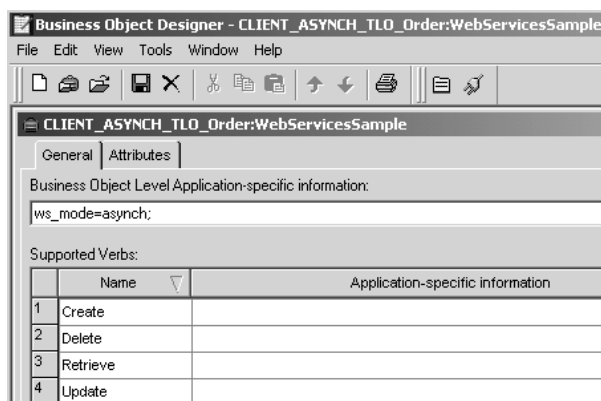 Business Object Designer - CLIENT_ASYNCH_TLO_Order:WebServicesSample
File Edit View Tools Window Help
CLIENT_ASYNCH_TLO_Order:WebServicesSample
General Attributes
Business Object Level Application-specific information:
ws_mode=asynch;
Supported Verbs:
Name Application-specific information
1 Create
2 Delete
3 Retrieve
4 Update